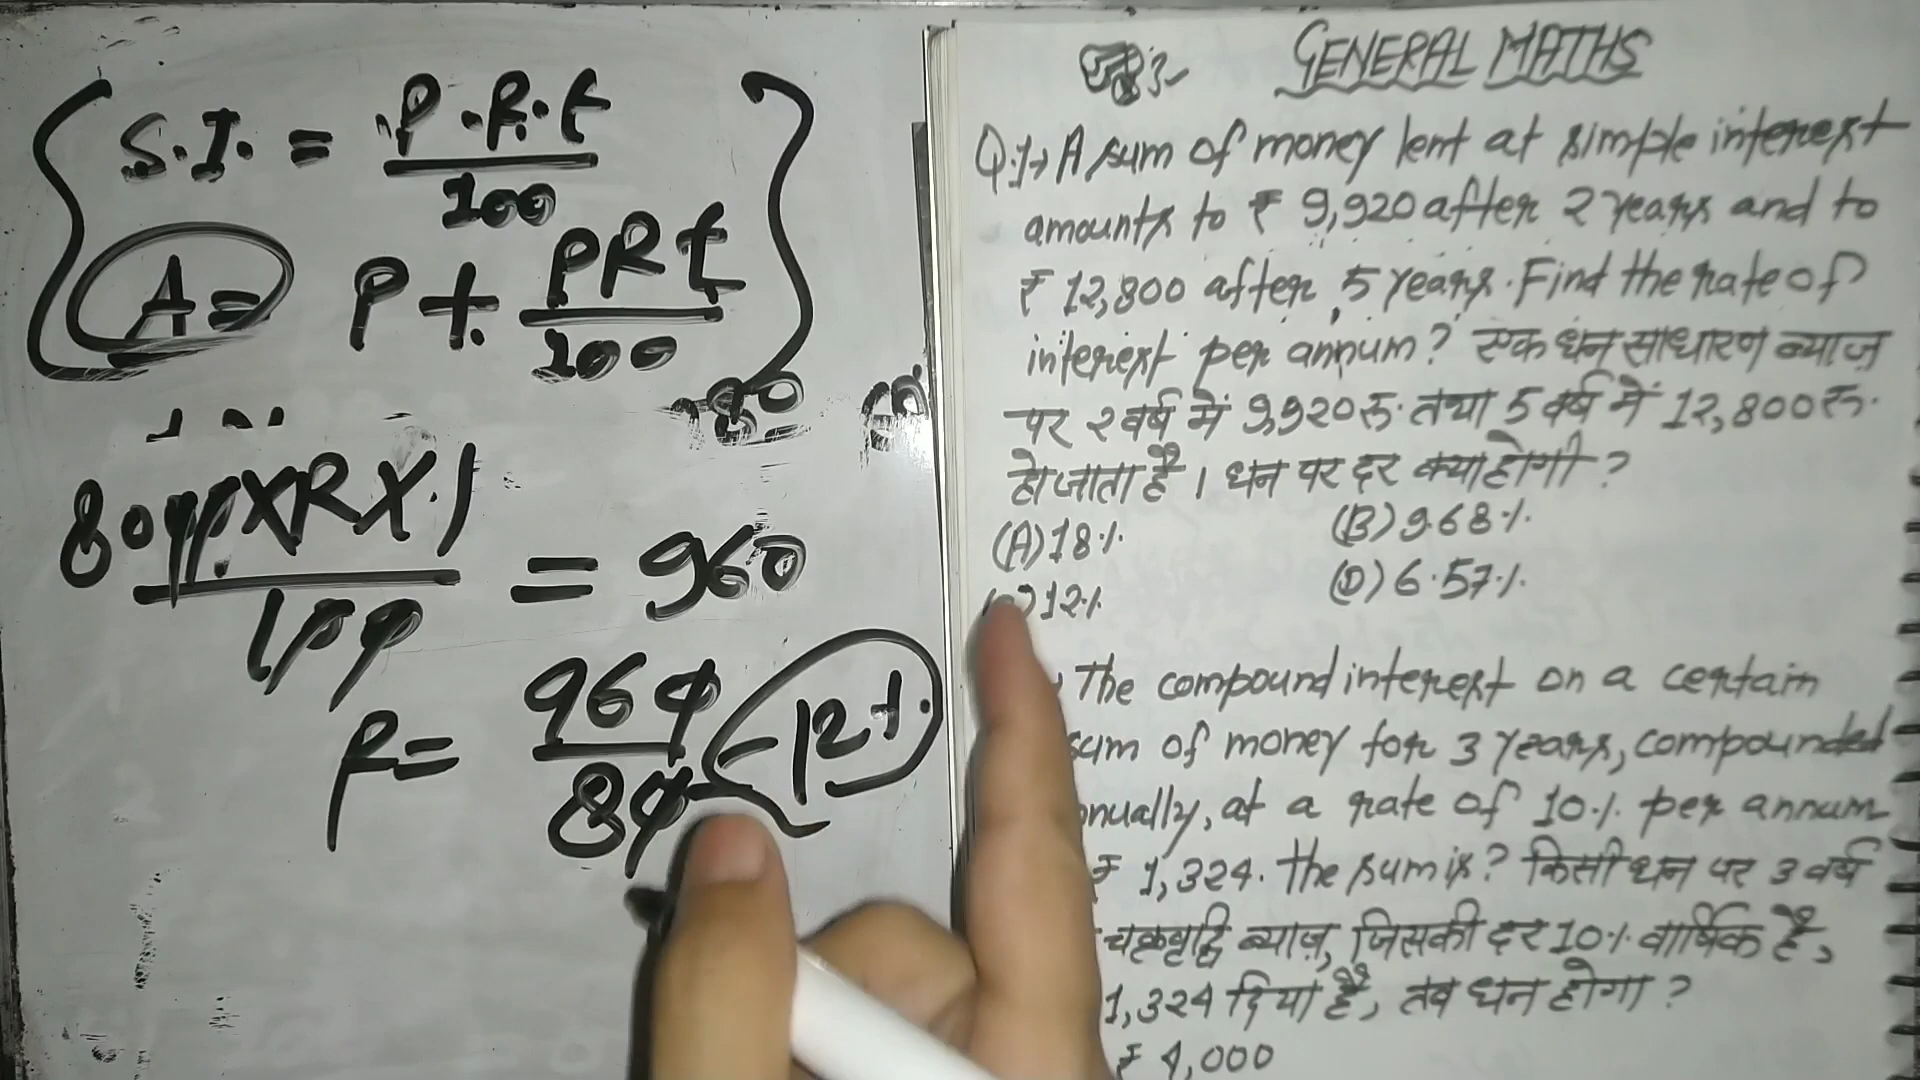 S.I. = P.R.t
100
A = P + PRt
100
8000XRX1
100
= 960
R = 960
80
12%
GENERAL MATHS
Q.1→ A sum of money lent at simple interest
amounts to ₹ 9,920 after 2 years and to
₹ 12,800 after 5 years. Find the rate of
interest per annum? एक धन साधारण ब्याज़
पर २ वर्ष में 9,920 रु. तथा 5 वर्ष में 12,800 रु.
हो जाता है। धन पर दर क्या होगी?
(A) 18%
(B) 9.68%
12%
(D) 6.57%
The compound interest on a certain
sum of money for 3 years, compounded
nually, at a rate of 10% per annum
₹ 1,324. The sum is? किसी धन पर 3 वर्ष
चक्रवृद्धि ब्याज़, जिसकी दर 10% वार्षिक है,
1,324 दिया है, तब धन होगा?
₹ 4,000